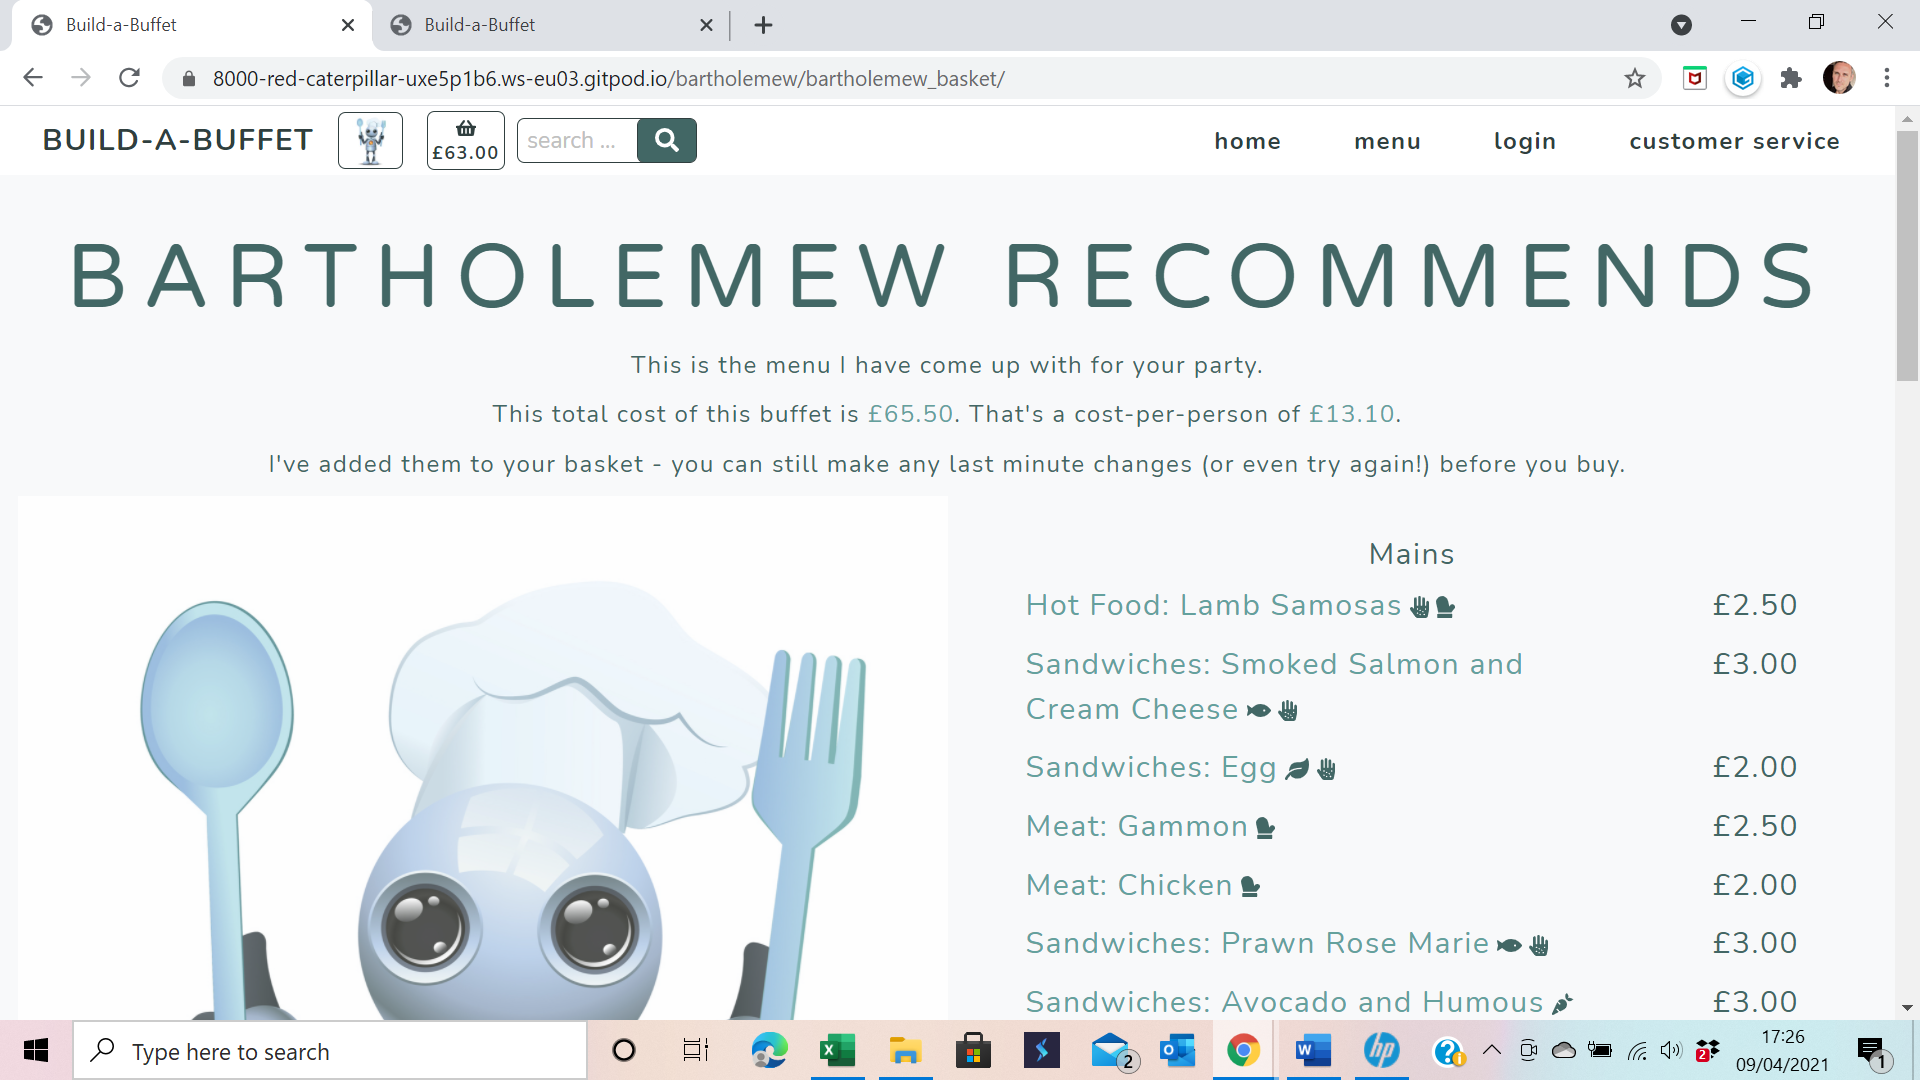 Build-a-Buffet
Build-a-Buffet
8000-red-caterpillar-uxe5p1b6.ws-eu03.gitpod.io/bartholemew/bartholemew_basket/
BUILD-A-BUFFET
£63.00
search ...
home
menu
login
customer service
BARTHOLEMEW RECOMMENDS
This is the menu I have come up with for your party.
This total cost of this buffet is £65.50. That's a cost-per-person of £13.10.
I've added them to your basket - you can still make any last minute changes (or even try again!) before you buy.
Mains
Hot Food: Lamb Samosas £2.50
Sandwiches: Smoked Salmon and £3.00
Cream Cheese
Sandwiches: Egg £2.00
Meat: Gammon £2.50
Meat: Chicken £2.00
Sandwiches: Prawn Rose Marie £3.00
Sandwiches: Avocado and Humous £3.00
Type here to search
2
2
17:26
09/04/2021
1